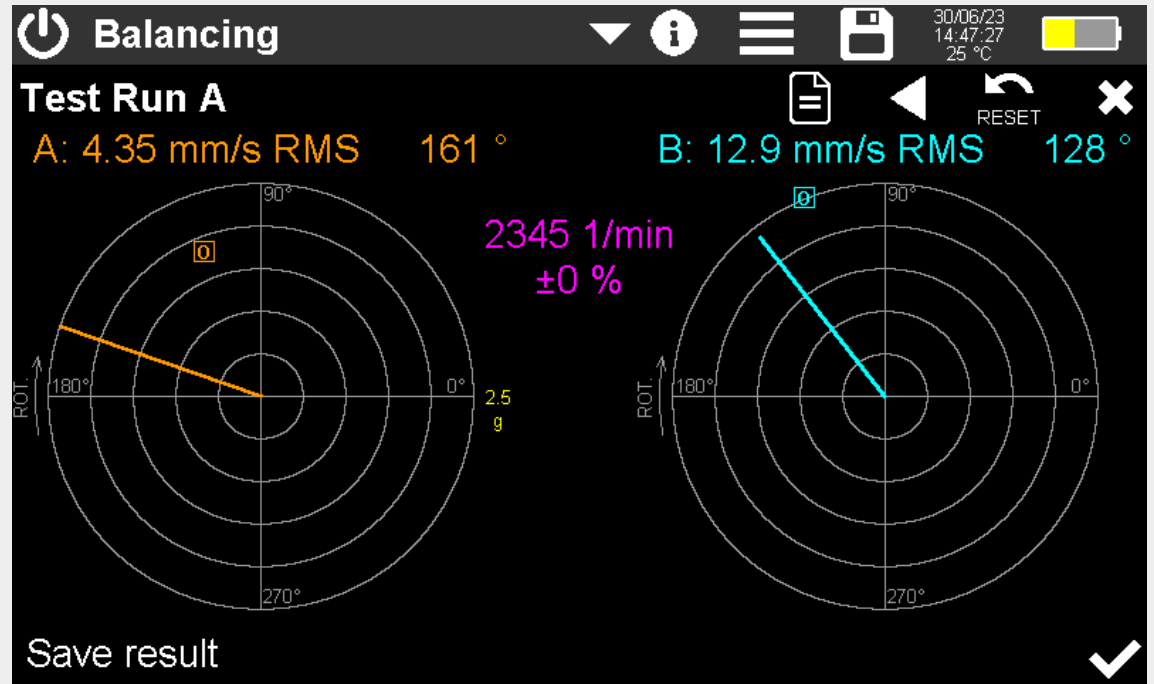 Balancing
30/06/23
14:47:27
25 °C
Test Run A
RESET
A: 4.35 mm/s RMS 161 °
B: 12.9 mm/s RMS 128 °
2345 1/min
±0 %
90°
0
180°
0°
270°
ROT.
2.5
g
90°
0
180°
0°
270°
ROT.
Save result